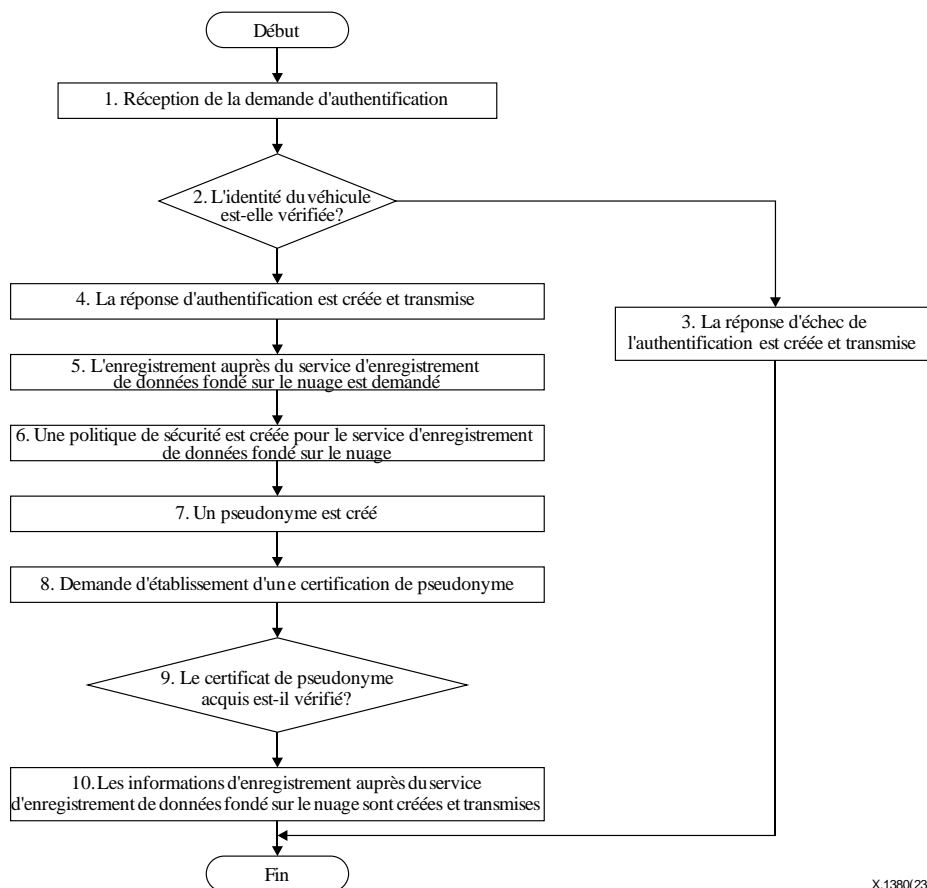 Début
1. Réception de la demande d'authentification
2. L'identité du véhicule
est-elle vérifiée?
4. La réponse d'authentification est créée et transmise
3. La réponse d'échec de
l'authentification est créée et transmise
5. L'enregistrement auprès du service d'enregistrement
de données fondé sur le nuage est demandé
6. Une politique de sécurité est créée pour le service d'enregistrement
de données fondé sur le nuage
7. Un pseudonyme est créé
8. Demande d'établissement d'une certification de pseudonyme
9. Le certificat de pseudonyme
acquis est-il vérifié?
10. Les informations d'enregistrement auprès du service
d'enregistrement de données fondé sur le nuage sont créées et transmises
Fin
X.1380(23